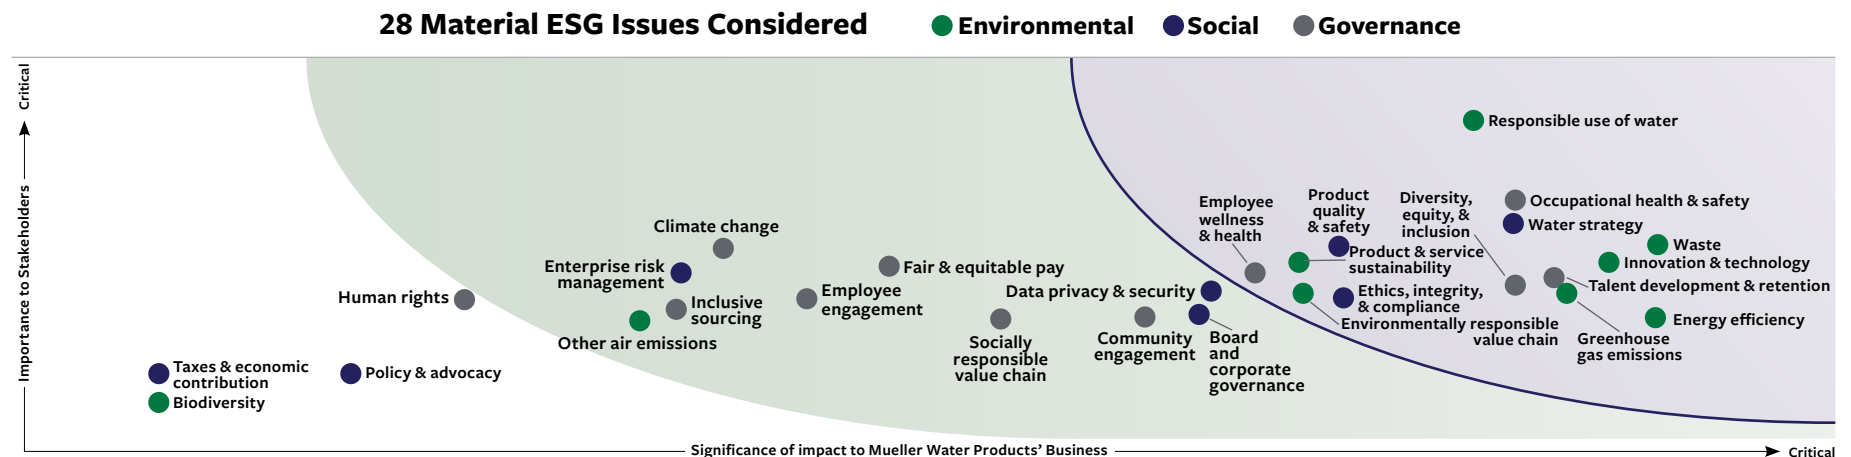 28 Material ESG Issues Considered
Environmental
Social
Governance
Critical
Importance to Stakeholders
Responsible use of water
Employee
wellness
& health
Product
quality
& safety
Diversity,
equity, &
inclusion
Occupational health & safety
Water strategy
Climate change
Waste
Product & service
sustainability
Innovation & technology
Enterprise risk
management
Fair & equitable pay
Talent development & retention
Human rights
Inclusive
sourcing
Employee
engagement
Data privacy & security
Ethics, integrity,
& compliance
Environmentally responsible
value chain
Energy efficiency
Other air emissions
Socially
responsible
value chain
Community
engagement
Board
and
corporate
governance
Greenhouse
gas emissions
Taxes & economic
contribution
Policy & advocacy
Biodiversity
Significance of impact to Mueller Water Products’ Business
Critical